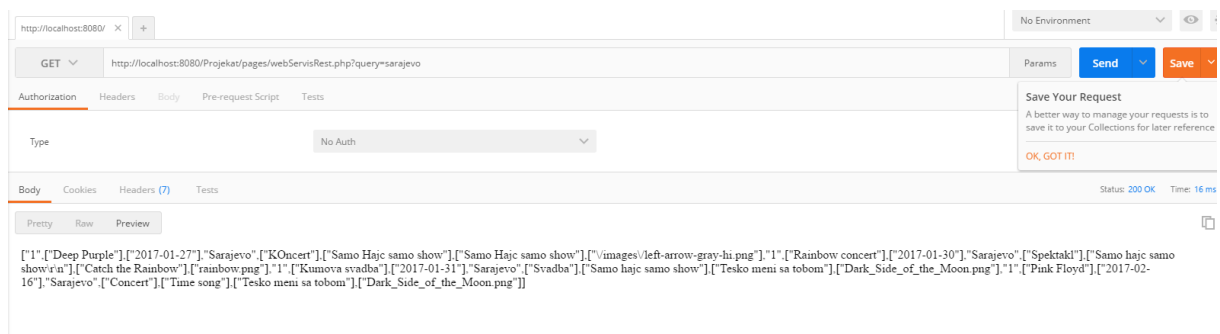 http://localhost:8080/ × +
No Environment
GET http://localhost:8080/Projekat/pages/webServisRest.php?query=sarajevo Params Send Save
Authorization Headers Body Pre-request Script Tests
Save Your Request
A better way to manage your requests is to
save it to your Collections for later reference
OK, GOT IT!
Type No Auth
Body Cookies Headers (7) Tests Status: 200 OK Time: 16 ms
Pretty Raw Preview
["1",["Deep Purple"],["2017-01-27"],"Sarajevo",["KOncert"],["Samo Hajc samo show"],["Samo Hajc samo show"],["\/images\/left-arrow-gray-hi.png"],"1",["Rainbow concert"],["2017-01-30"],"Sarajevo",["Spektakl"],["Samo hajc samo
show\r\n"],["Catch the Rainbow"],["rainbow.png"],"1",["Kumova svadba"],["2017-01-31"],"Sarajevo",["Svadba"],["Samo hajc samo show"],["Tesko meni sa tobom"],["Dark_Side_of_the_Moon.png"],"1",["Pink Floyd"],["2017-02-
16"],"Sarajevo",["Concert"],["Time song"],["Tesko meni sa tobom"],["Dark_Side_of_the_Moon.png"]]